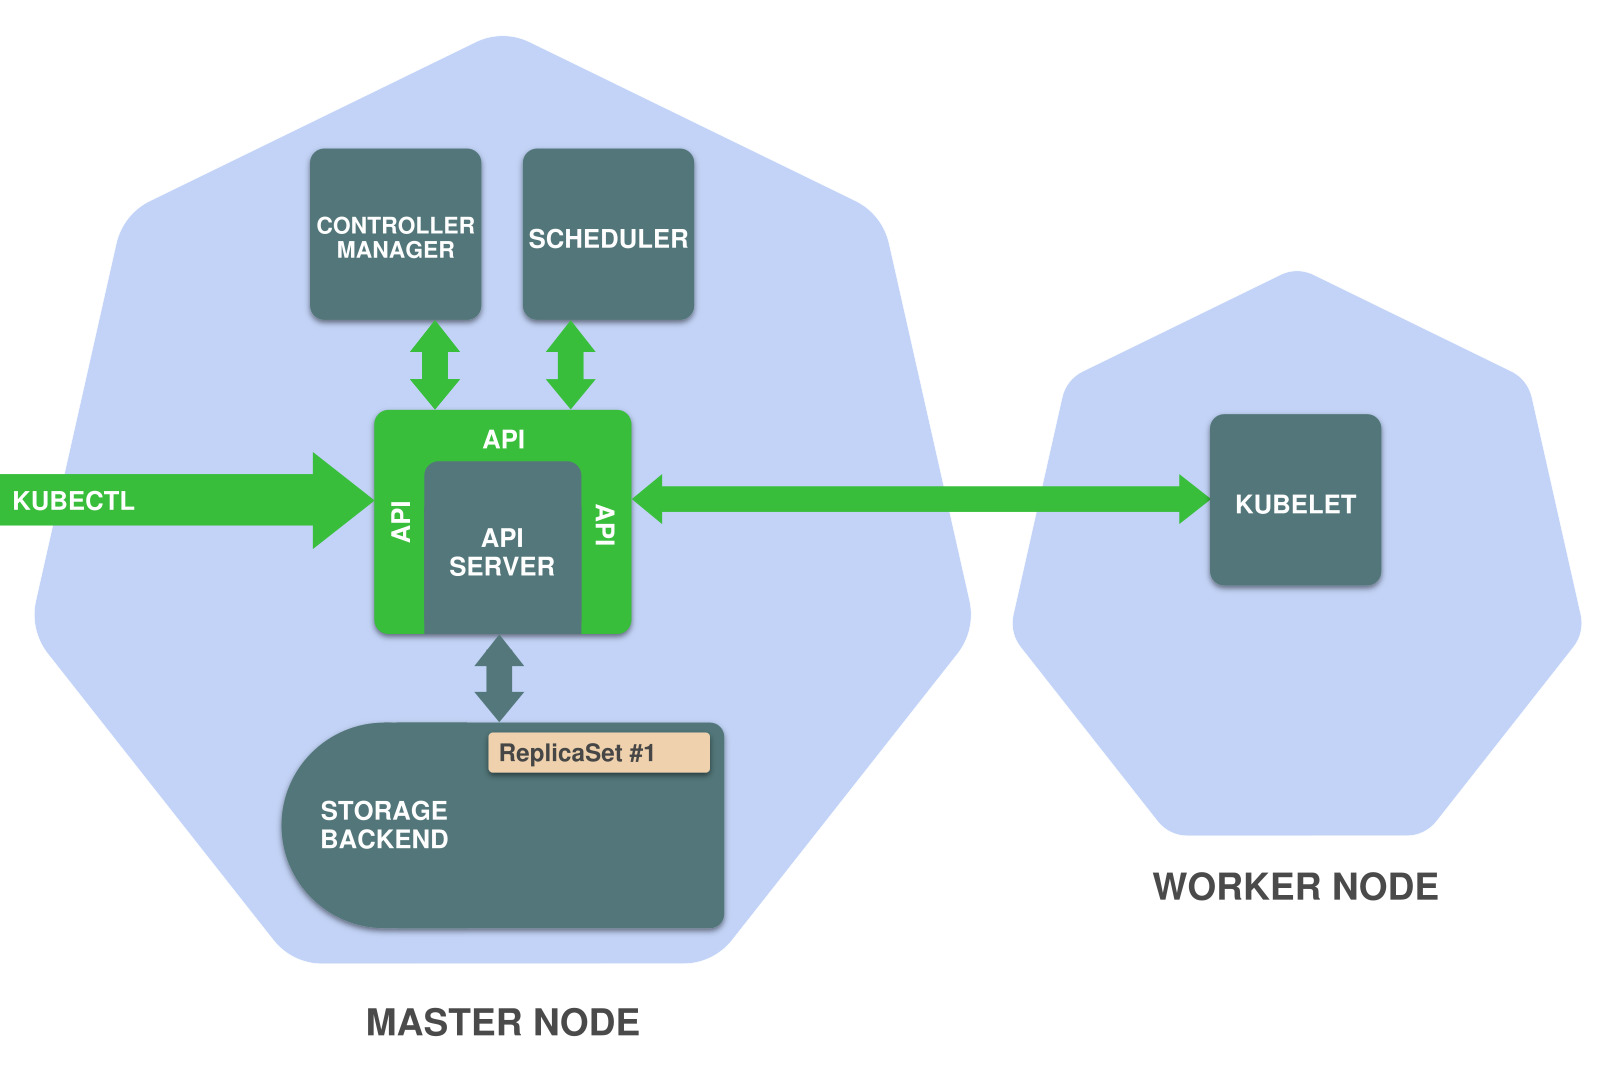 CONTROLLER
MANAGER
SCHEDULER
API
KUBECTL
API
API
SERVER
API
KUBELET
ReplicaSet #1
STORAGE
BACKEND
WORKER NODE
MASTER NODE